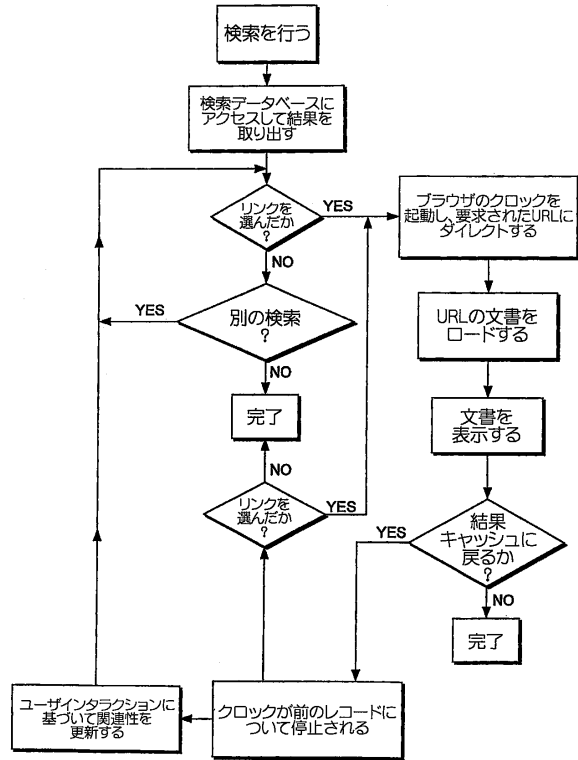 検索を行う
検索データベースに
アクセスして結果を
取り出す
リンクを
選んだか
?
YES
NO
ブラウザのクロックを
起動し、要求されたURLに
ダイレクトする
YES
別の検索
?
NO
URLの文書を
ロードする
完了
文書を
表示する
NO
リンクを
選んだか
?
YES
YES
結果
キャッシュに
戻るか
?
NO
完了
ユーザインタラクションに
基づいて関連性を
更新する
クロックが前のレコードに
ついて停止される